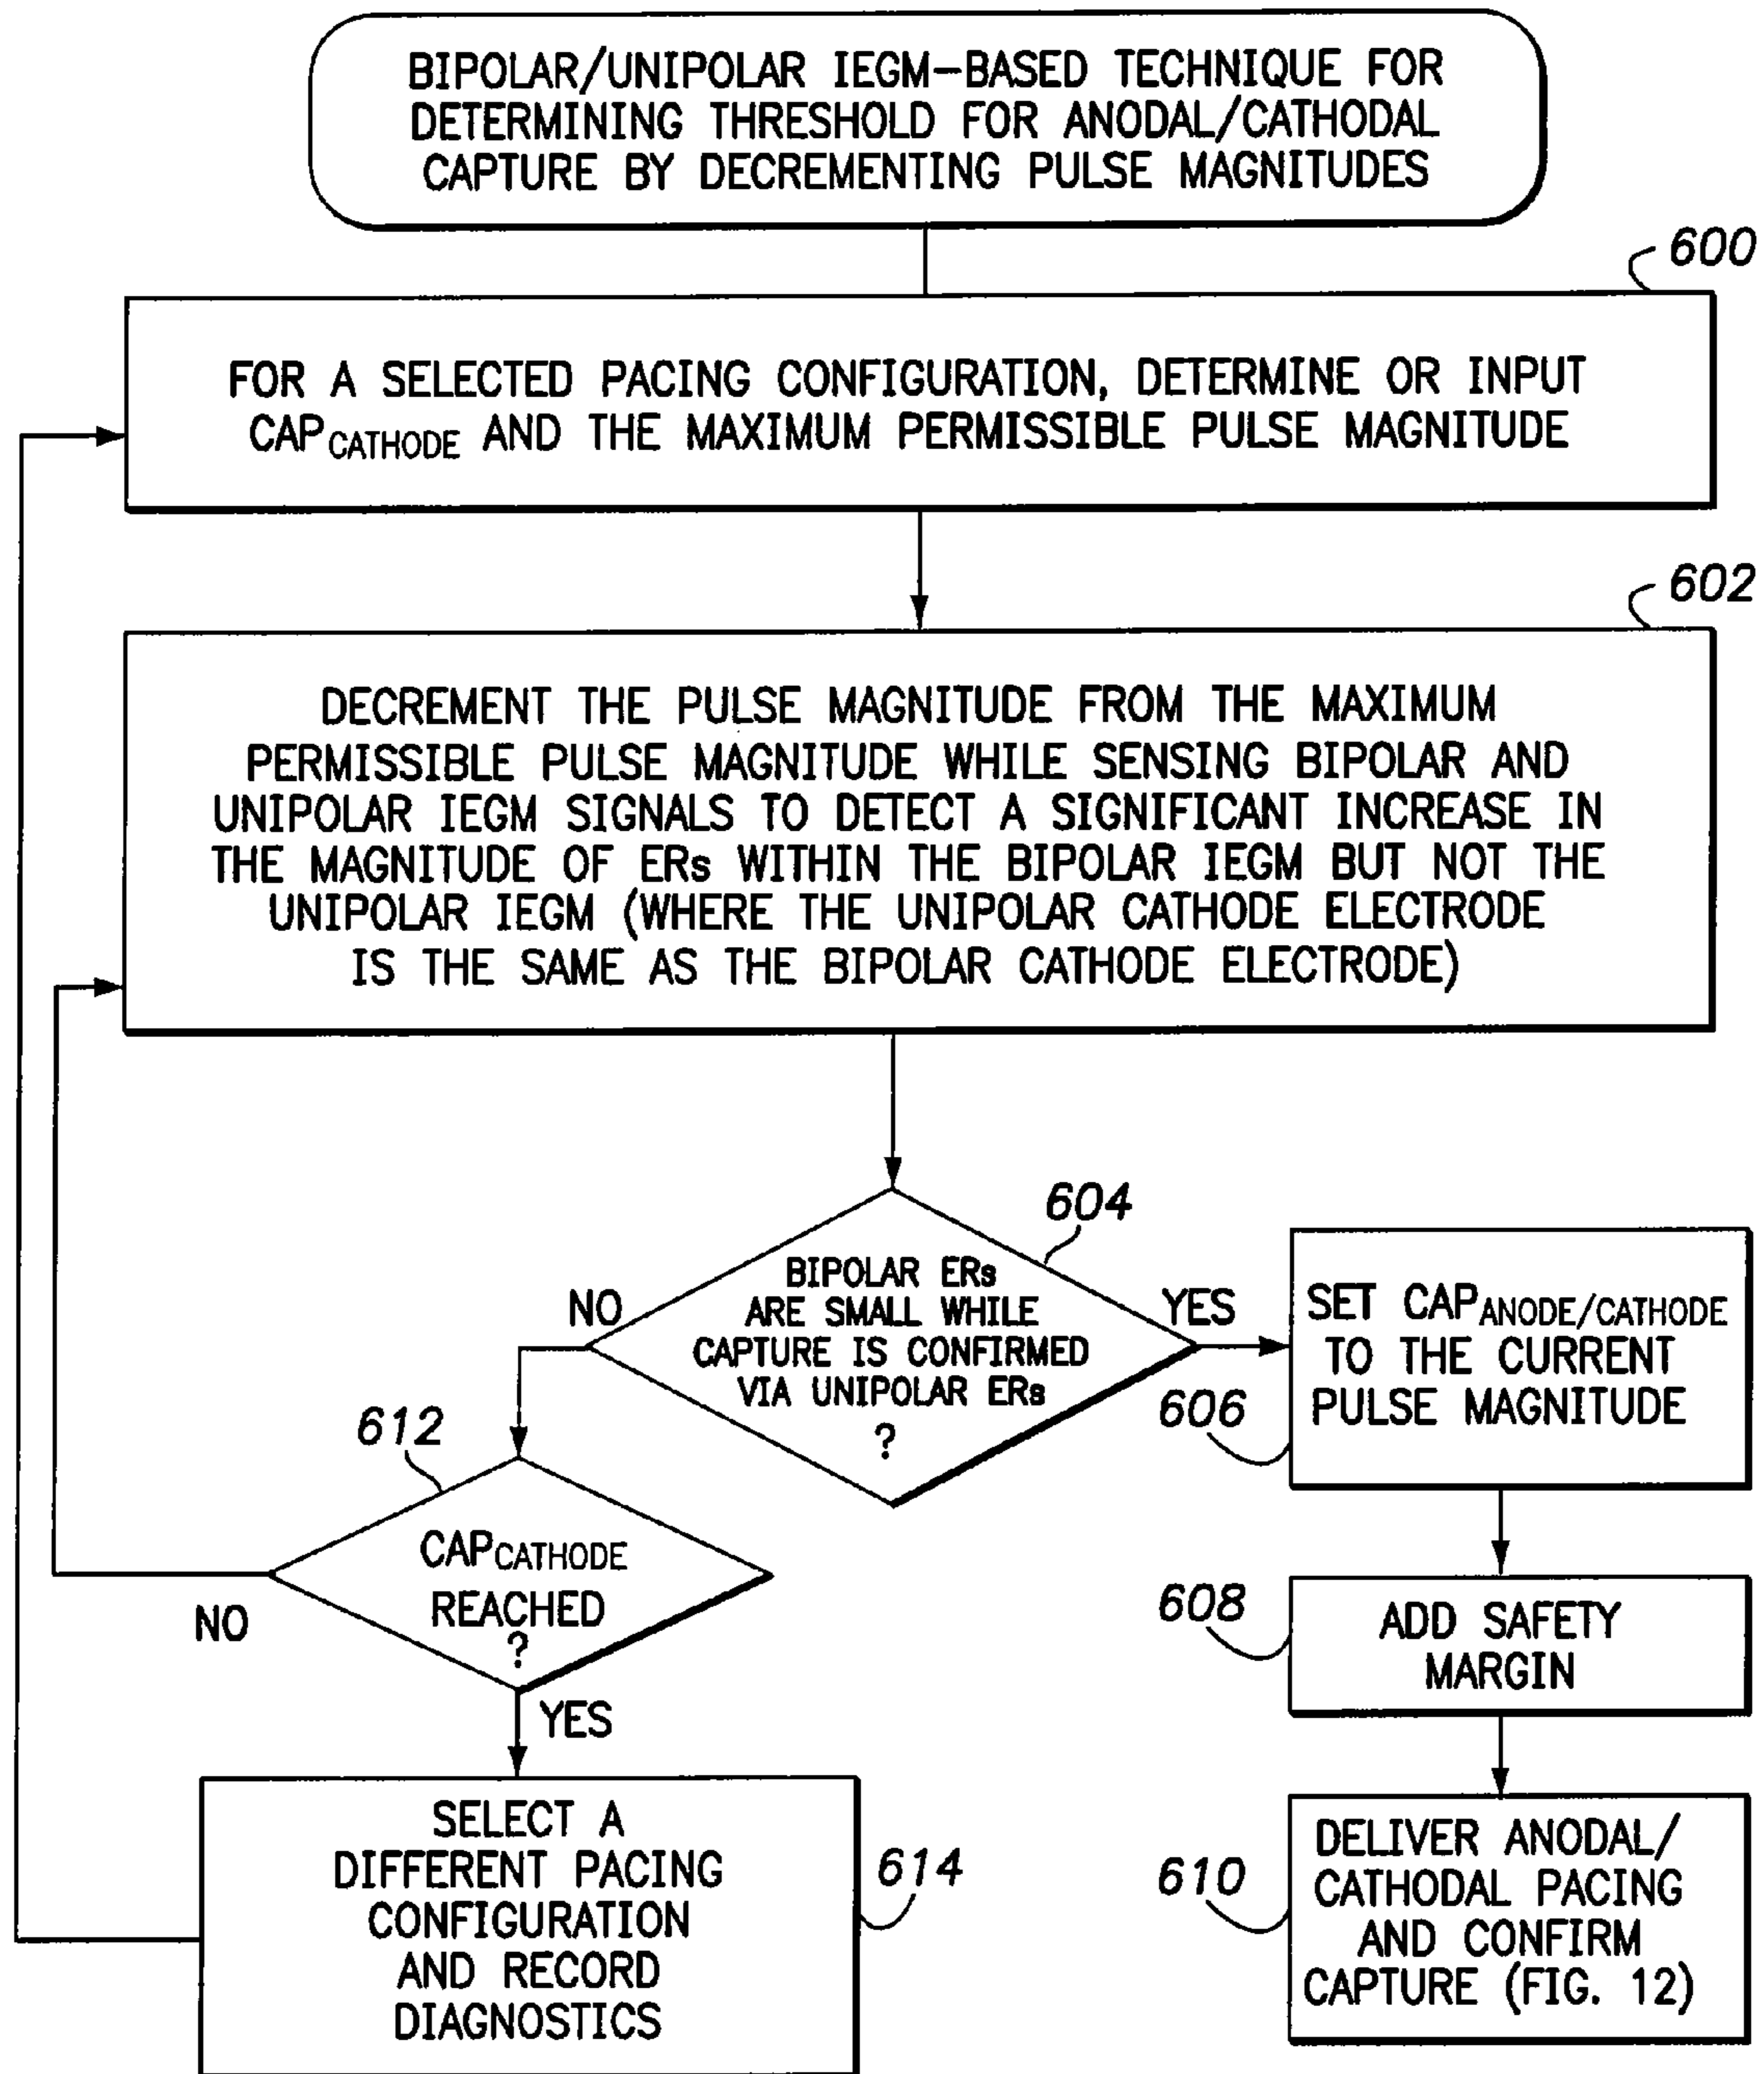 BIPOLAR/UNIPOLAR IEGM-BASED TECHNIQUE FOR
DETERMINING THRESHOLD FOR ANODAL/CATHODAL
CAPTURE BY DECREMENTING PULSE MAGNITUDES
600
FOR A SELECTED PACING CONFIGURATION, DETERMINE OR INPUT
CAPCATHODE AND THE MAXIMUM PERMISSIBLE PULSE MAGNITUDE
602
DECREMENT THE PULSE MAGNITUDE FROM THE MAXIMUM
PERMISSIBLE PULSE MAGNITUDE WHILE SENSING BIPOLAR AND
UNIPOLAR IEGM SIGNALS TO DETECT A SIGNIFICANT INCREASE IN
THE MAGNITUDE OF ERs WITHIN THE BIPOLAR IEGM BUT NOT THE
UNIPOLAR IEGM (WHERE THE UNIPOLAR CATHODE ELECTRODE
IS THE SAME AS THE BIPOLAR CATHODE ELECTRODE)
604
BIPOLAR ERs
ARE SMALL WHILE
CAPTURE IS CONFIRMED
VIA UNIPOLAR ERs
?
NO
YES
SET CAPANODE/CATHODE
TO THE CURRENT
PULSE MAGNITUDE
606
612
CAPCATHODE
REACHED
?
NO
YES
608
ADD SAFETY
MARGIN
SELECT A
DIFFERENT PACING
CONFIGURATION
AND RECORD
DIAGNOSTICS
614
610
DELIVER ANODAL/
CATHODAL PACING
AND CONFIRM
CAPTURE (FIG. 12)